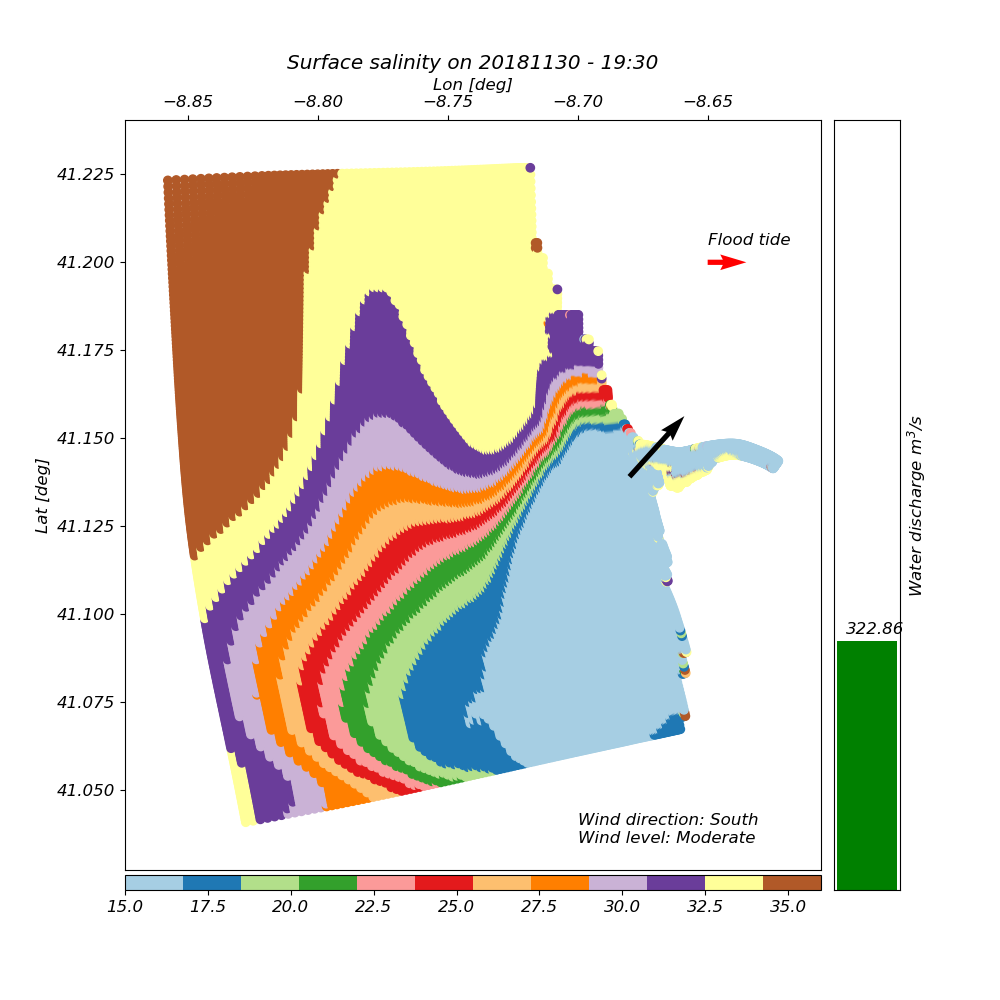 Surface salinity on 20181130 - 19:30
Lon [deg]
−8.85 −8.80 −8.75 −8.70 −8.65
41.225
41.200
41.175
41.150
41.125
41.100
41.075
41.050
Lat [deg]
Flood tide
Wind direction: South
Wind level: Moderate
322.86
Water discharge m³/s
15.0 17.5 20.0 22.5 25.0 27.5 30.0 32.5 35.0